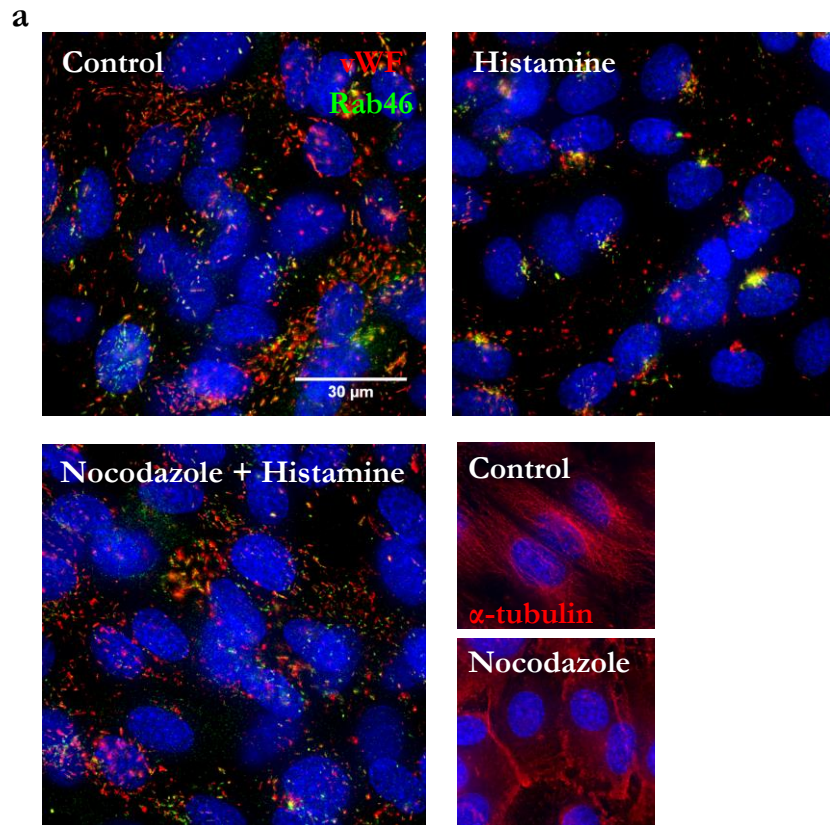 a
Control
vWF
Rab46
Histamine
30 µm
Nocodazole + Histamine
Control
α-tubulin
Nocodazole